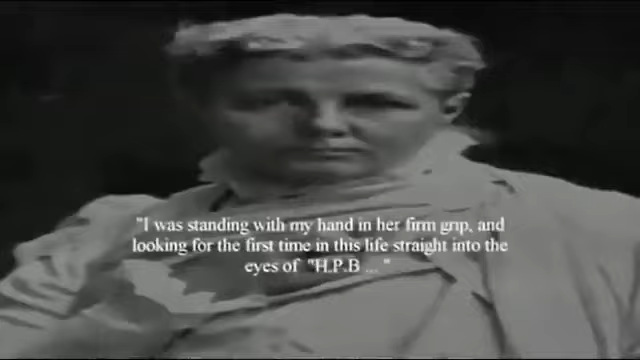 "I was standing with my hand in her firm grip, and
looking for the first time in this life straight into the
eyes of "H.P.B ... "